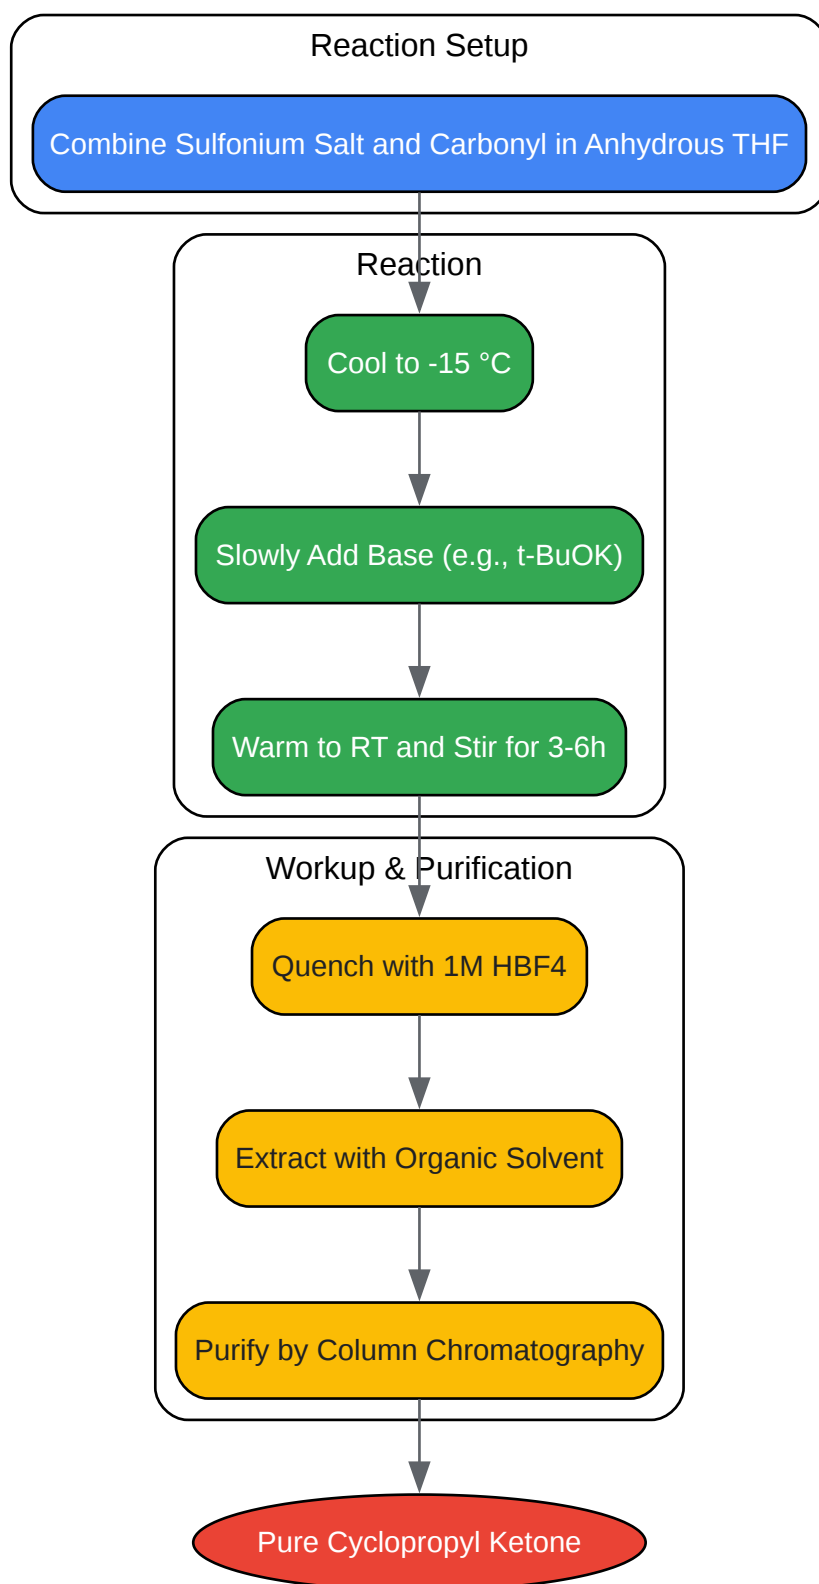 Reaction Setup
Combine Sulfonium Salt and Carbonyl in Anhydrous THF
Reaction
Cool to -15 °C
Slowly Add Base (e.g., t-BuOK)
Warm to RT and Stir for 3-6h
Workup & Purification
Quench with 1M HBF4
Extract with Organic Solvent
Purify by Column Chromatography
Pure Cyclopropyl Ketone